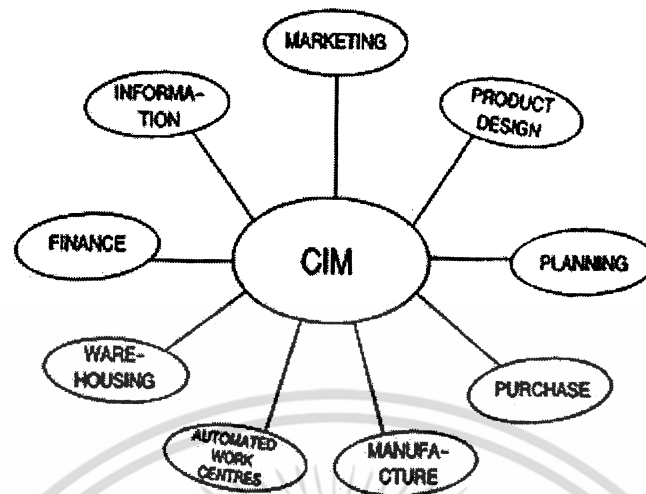 MARKETING
INFORMA-
TION
PRODUCT
DESIGN
FINANCE
CIM
PLANNING
WARE-
HOUSING
PURCHASE
AUTOMATED
WORK
CENTRES
MANUFA-
CTURE